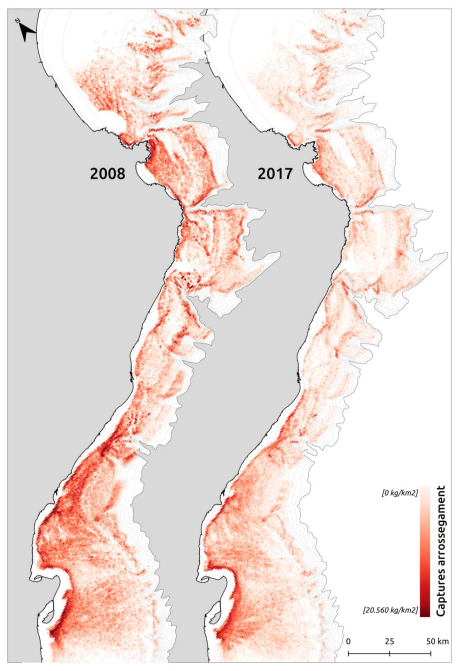 N
2008
2017
[0 kg/km2]
Captures arrossegament
[20.560 kg/km2]
0 25 50 km